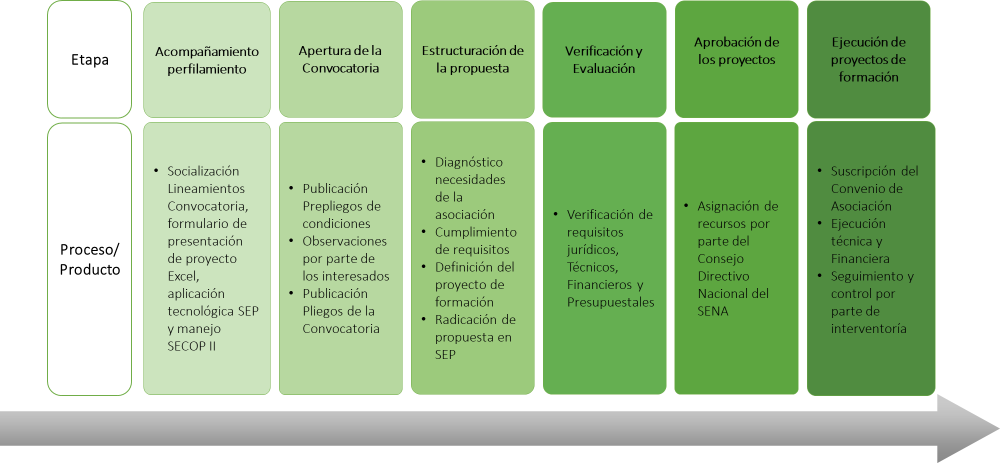 Etapa
Acompañamiento
perfilamiento
Apertura de la
Convocatoria
Estructuración de
la propuesta
Verificación y
Evaluación
Aprobación de
los proyectos
Ejecución de
proyectos de
formación
Proceso/
Producto
• Socialización
Lineamientos
Convocatoria,
formulario de
presentación
de proyecto
Excel,
aplicación
tecnológica SEP
y manejo
SECOP II
• Publicación
Prepliegos de
condiciones
• Observaciones
por parte de
los interesados
• Publicación
Pliegos de la
Convocatoria
• Diagnóstico
necesidades
de la
asociación
• Cumplimiento
de requisitos
• Definición del
proyecto de
formación
• Radicación de
propuesta en
SEP
• Verificación de
requisitos
jurídicos,
Técnicos,
Financieros y
Presupuestales
• Asignación de
recursos por
parte del
Consejo
Directivo
Nacional del
SENA
• Suscripción del
Convenio de
Asociación
• Ejecución
técnica y
Financiera
• Seguimiento y
control por
parte de
interventoría